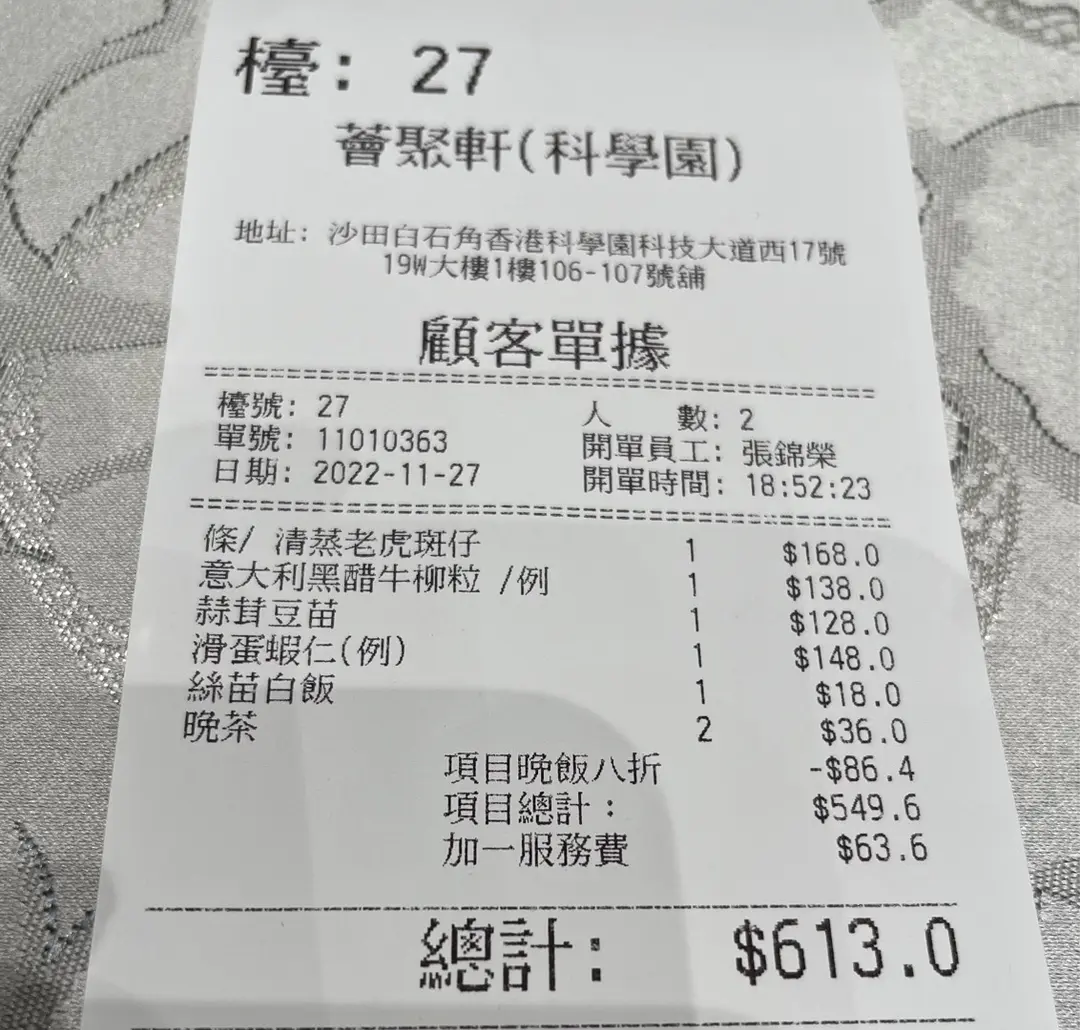 檯: 27
薈聚軒(科學園)
地址: 沙田白石角香港科學園科技大道西17號
19W大樓1樓106-107號舖
顧客單據
檯號: 27 人 數: 2
單號: 11010363 開單員工: 張錦榮
日期: 2022-11-27 開單時間: 18:52:23
條/ 清蒸老虎斑仔 1 $168.0
意大利黑醋牛柳粒 /例 1 $138.0
蒜茸豆苗 1 $128.0
滑蛋蝦仁(例) 1 $148.0
絲苗白飯 1 $18.0
晚茶 2 $36.0
項目晚飯八折 -$86.4
項目總計: $549.6
加一服務費 $63.6
總計: $613.0